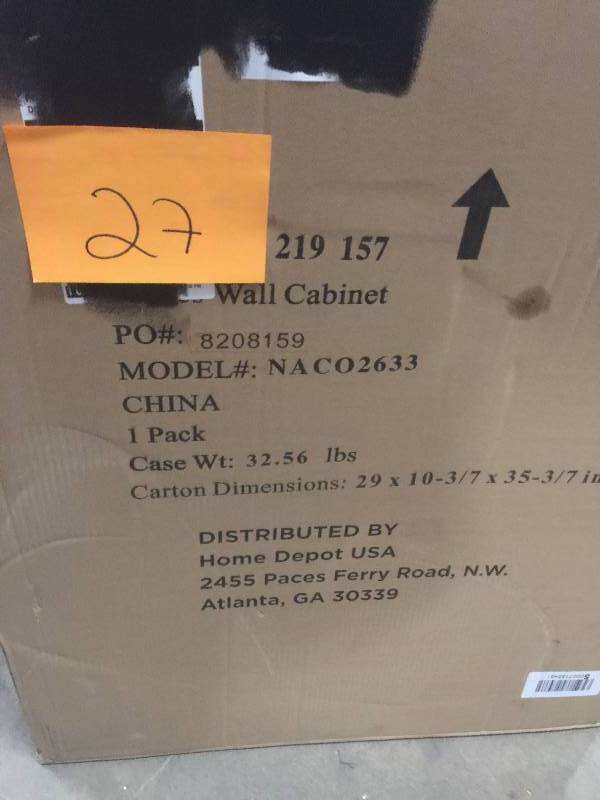 27
219 157
Wall Cabinet
PO#: 8208159
MODEL#: NACO2633
CHINA
1 Pack
Case Wt: 32.56 lbs
Carton Dimensions: 29 x 10-3/7 x 35-3/7 in
DISTRIBUTED BY
Home Depot USA
2455 Paces Ferry Road, N.W.
Atlanta, GA 30339